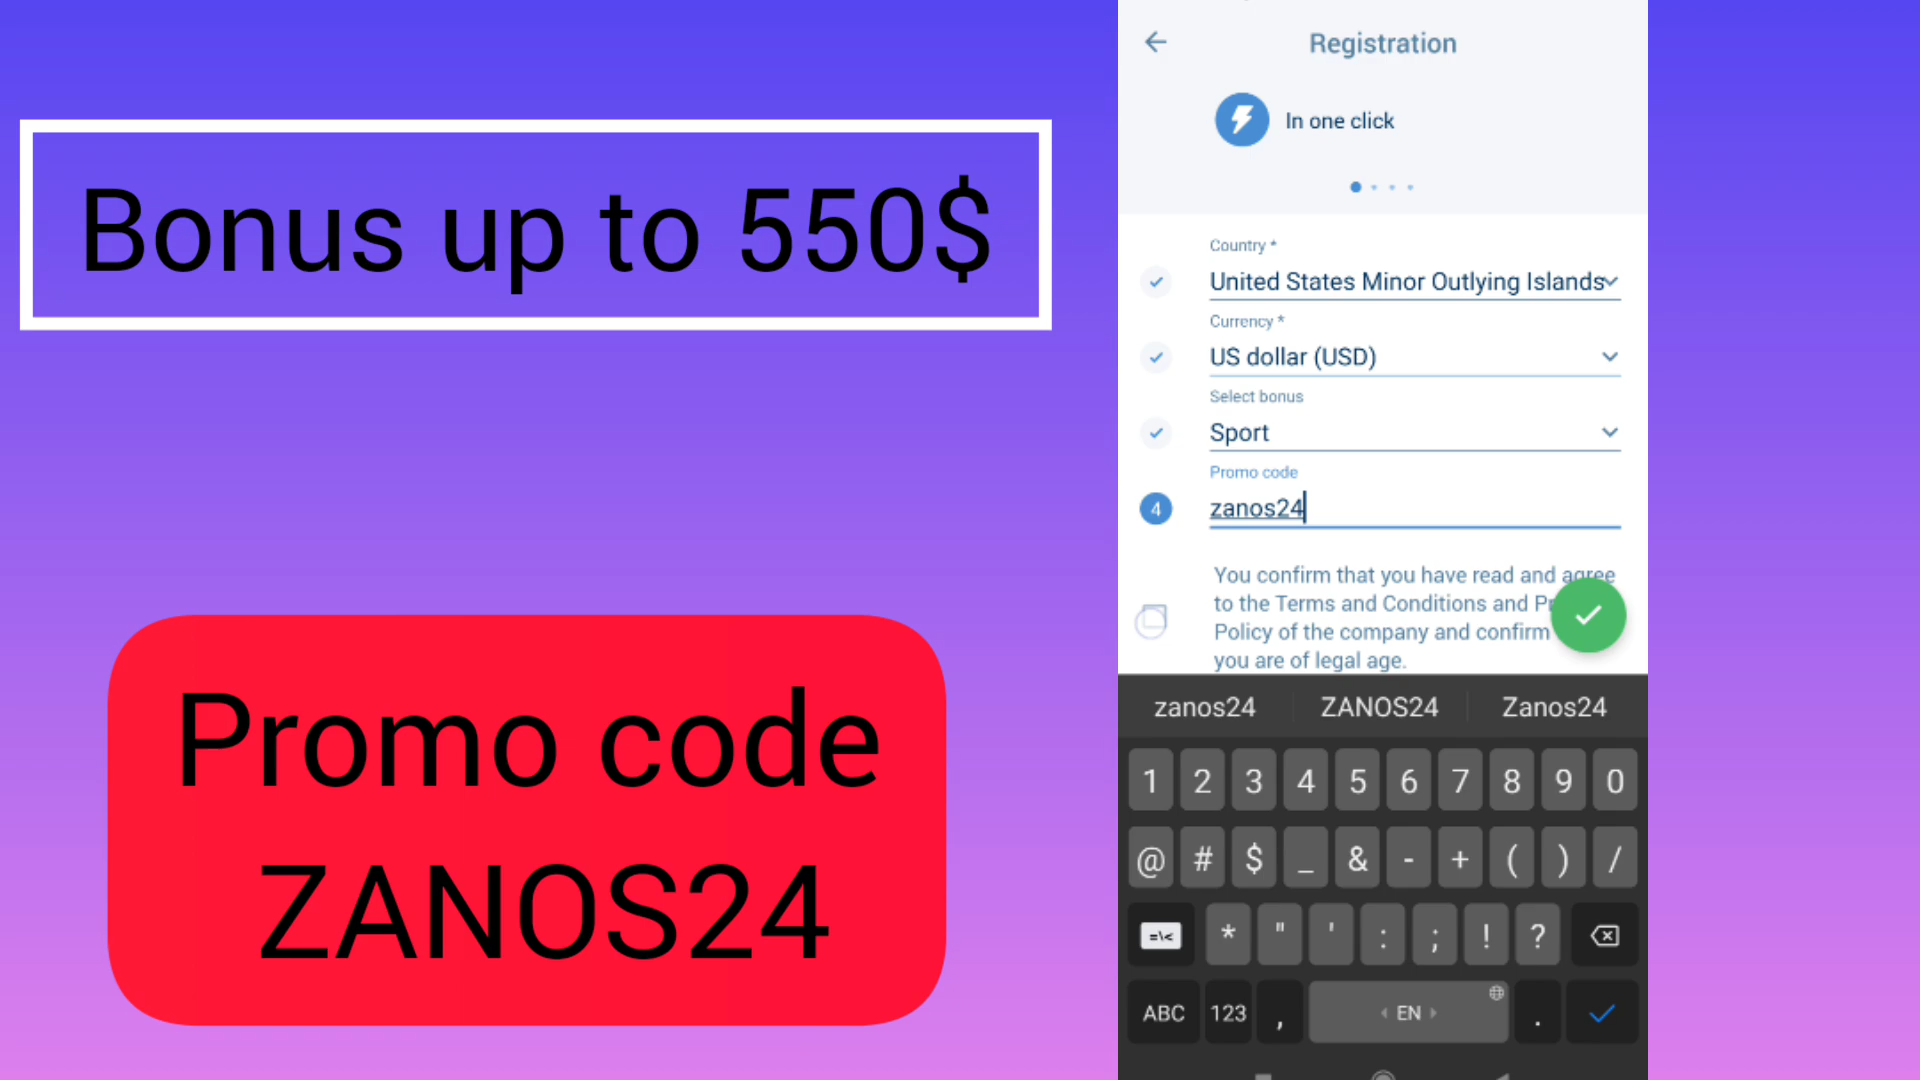 Bonus up to 550$
Promo code
ZANOS24
Registration
In one click
Country *
United States Minor Outlying Islands
Currency *
US dollar (USD)
Select bonus
Sport
Promo code
4
zanos24
You confirm that you have read and agree
to the Terms and Conditions and Pr
Policy of the company and confirm
you are of legal age.
zanos24 ZANOS24 Zanos24
1 2 3 4 5 6 7 8 9 0
@ # $ _ & - + ( ) /
=\< * " ' : ; ! ?
ABC 123 , EN .